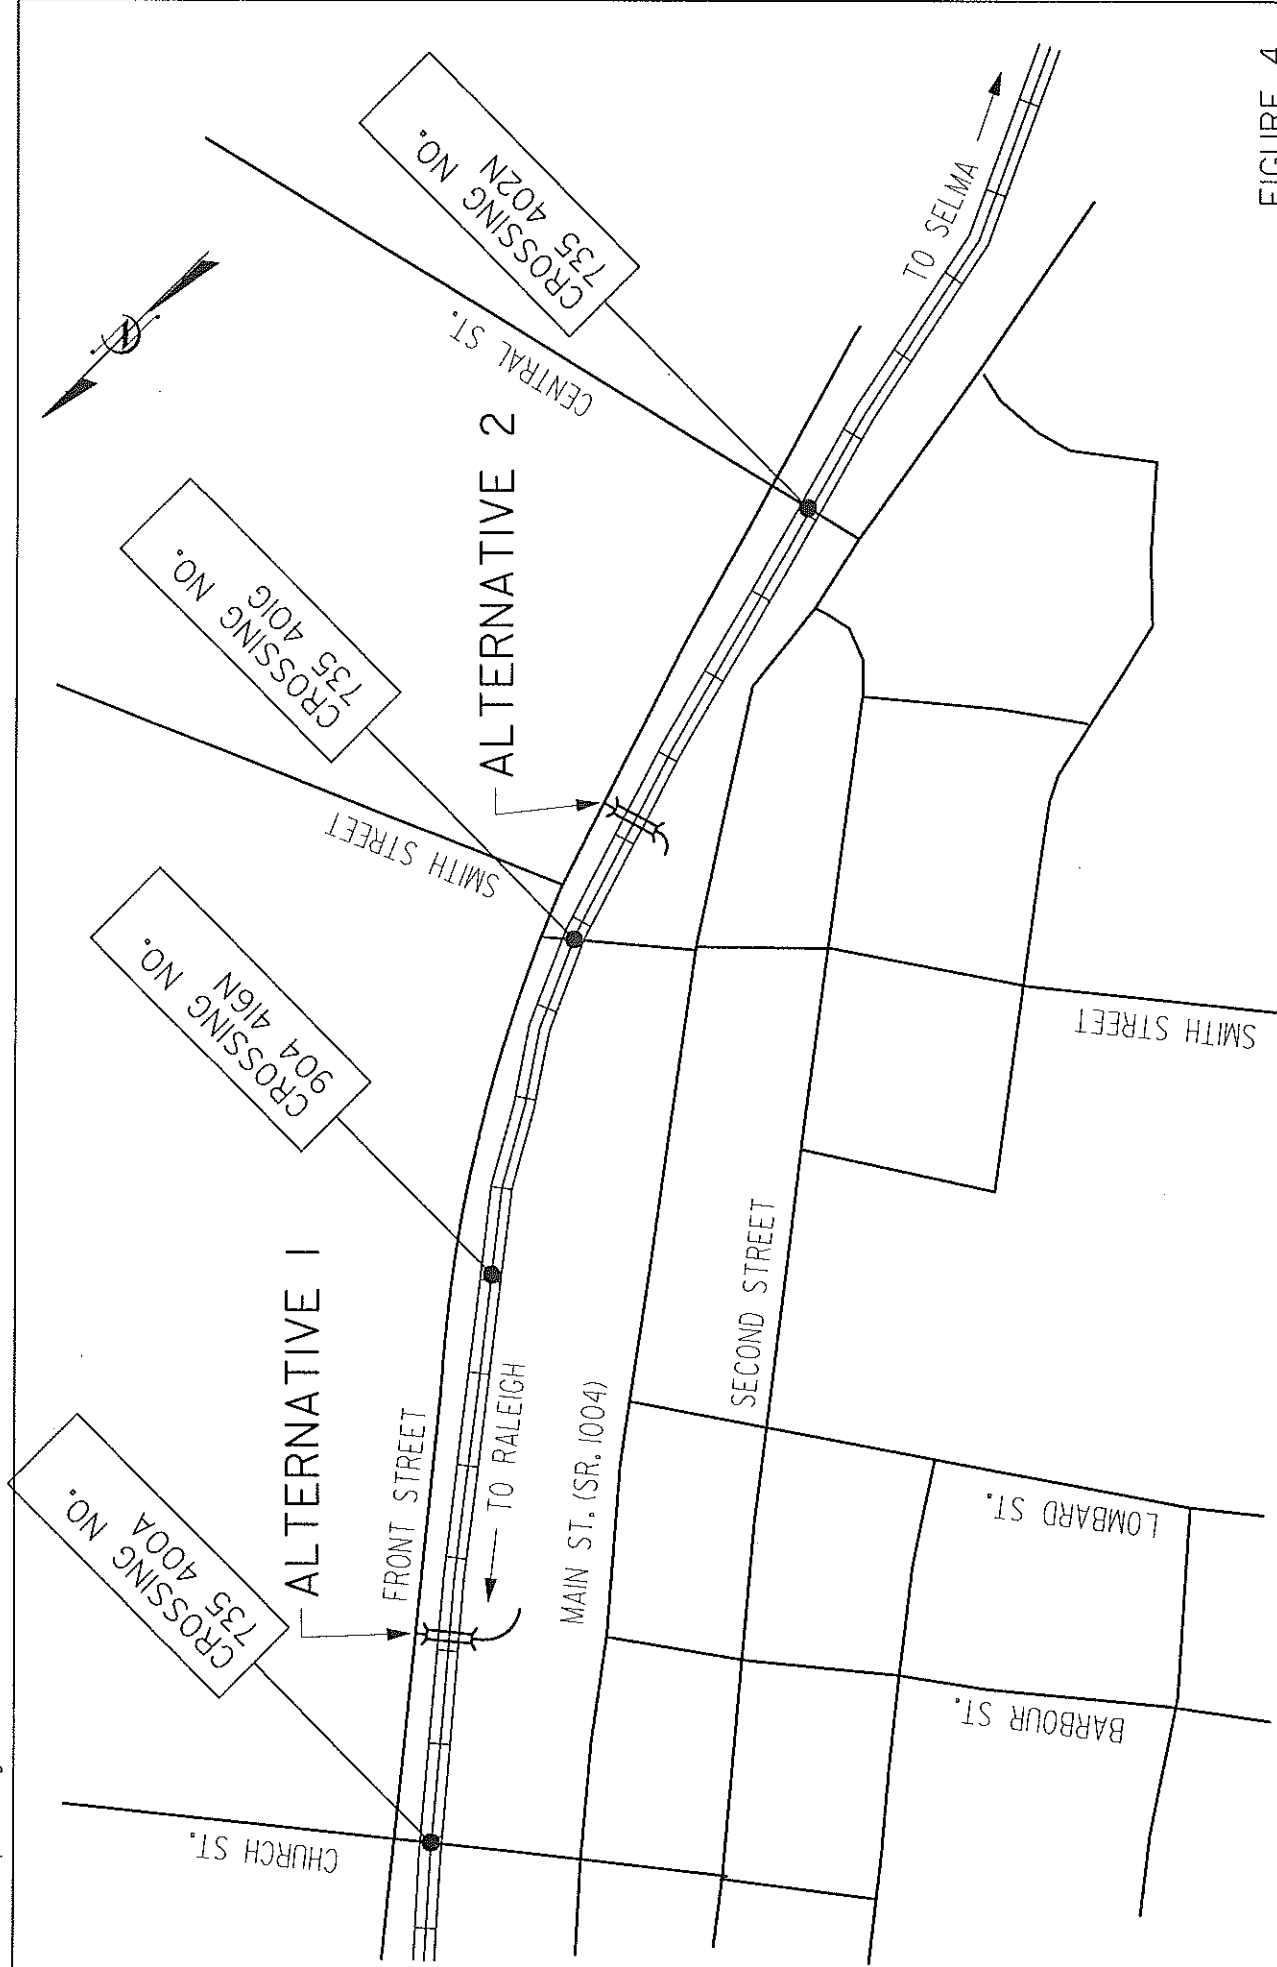 CROSSING NO.
735 400A
CROSSING NO.
904 416N
CROSSING NO.
735 401G
CROSSING NO.
735 402N
ALTERNATIVE 1
ALTERNATIVE 2
CHURCH ST.
FRONT STREET
TO RALEIGH
MAIN ST. (SR. 1004)
SECOND STREET
SMITH STREET
CENTRAL ST.
TO SELMA
BARBOUR ST.
LOMBARD ST.
SMITH STREET
N
FIGURE 4